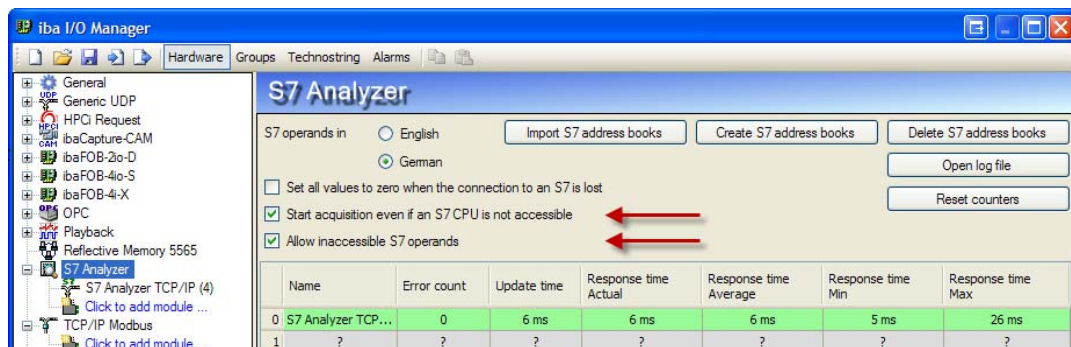 iba I/O Manager
Hardware Groups Technostring Alarms
General
Generic UDP
HPCi Request
ibaCapture-CAM
ibaFOB-2io-D
ibaFOB-4io-S
ibaFOB-4i-X
OPC
Playback
Reflective Memory 5565
S7 Analyzer
S7 Analyzer TCP/IP (4)
Click to add module ...
TCP/IP Modbus
Click to add module ...
S7 Analyzer
S7 operands in English Import S7 address books Create S7 address books Delete S7 address books
German Open log file
Set all values to zero when the connection to an S7 is lost
Reset counters
Start acquisition even if an S7 CPU is not accessible
Allow inaccessible S7 operands
Name Error count Update time Response time Actual Response time Average Response time Min Response time Max
0 S7 Analyzer TCP... 0 6 ms 6 ms 6 ms 5 ms 26 ms
1 ? ? ? ? ? ? ?